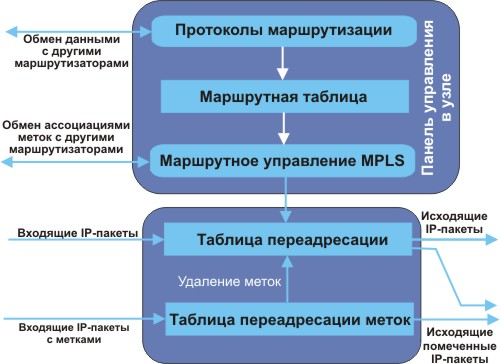 Обмен данными
с другими
маршрутизаторами
Протоколы маршрутизации
Маршрутная таблица
Панель управления
в узле
Обмен ассоциациями
меток с другими
маршрутизаторами
Маршрутное управление MPLS
Входящие IP-пакеты
Таблица переадресации
Исходящие
IP-пакеты
Удаление меток
Таблица переадресации меток
Входящие IP-пакеты
с метками
Исходящие
помеченные
IP-пакеты